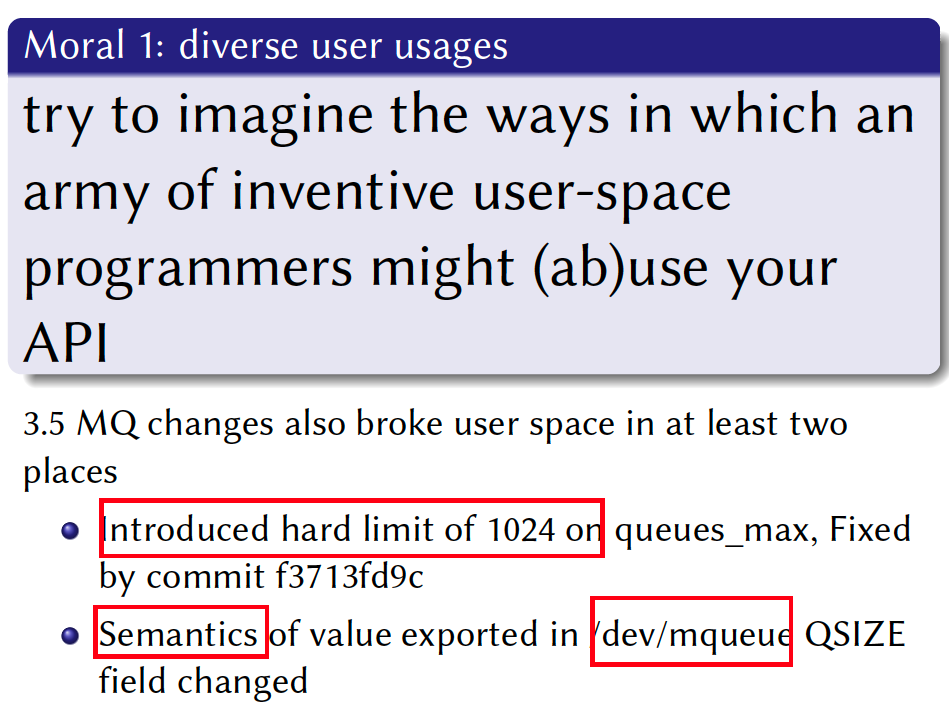 Moral 1: diverse user usages
try to imagine the ways in which an
army of inventive user-space
programmers might (ab)use your
API
3.5 MQ changes also broke user space in at least two
places
Introduced hard limit of 1024 on queues_max, Fixed
by commit f3713fd9c
Semantics of value exported in /dev/mqueue QSIZE
field changed